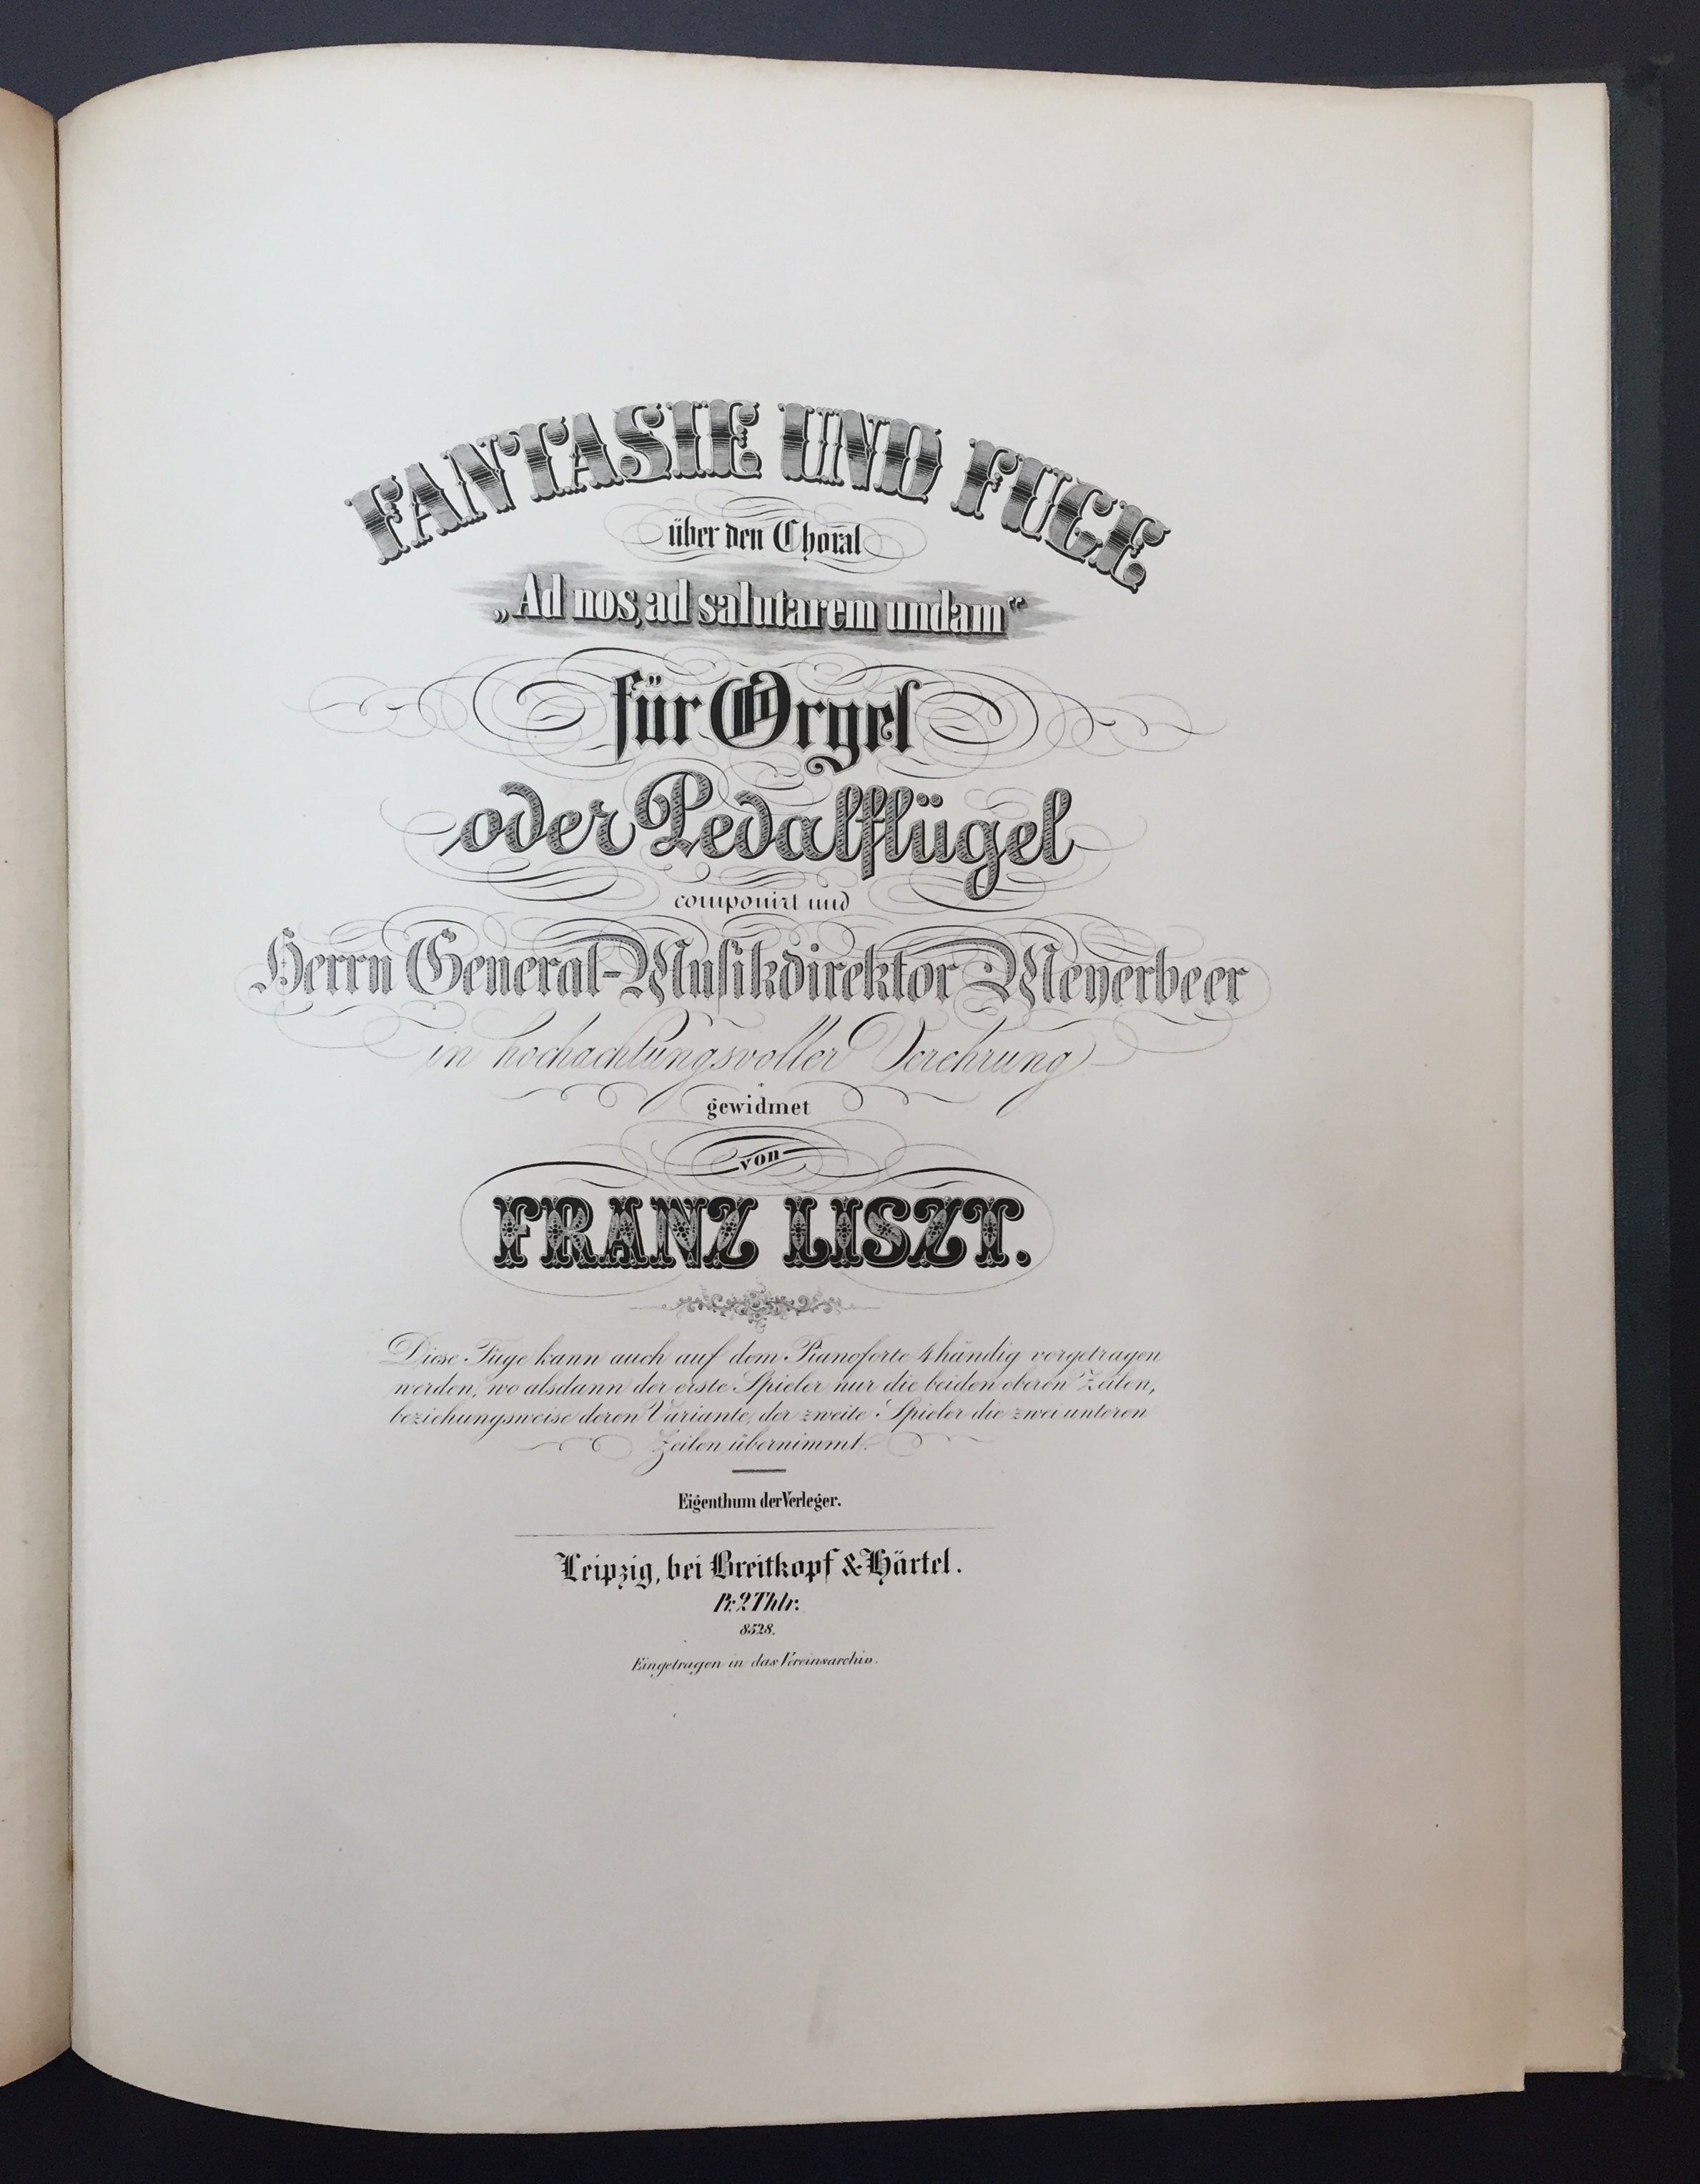 FANTASIE UND FUGE
über den Choral
„Ad nos, ad salutarem undam“
für Orgel
oder Pedalflügel
componirt und
Herrn General-Musikdirektor Meyerbeer
in hochachtungsvoller Verehrung
gewidmet
von
FRANZ LISZT.
Diese Fuge kann auch auf dem Pianoforte 4händig vorgetragen
werden, wo alsdann der erste Spieler nur die beiden oberen Zeilen,
beziehungsweise deren Variante, der zweite Spieler die zwei unteren
Zeilen übernimmt.
Eigenthum der Verleger.
Leipzig, bei Breitkopf & Härtel.
Pr. 2 Thlr.
8528.
Eingetragen in das Vereinsarchiv.